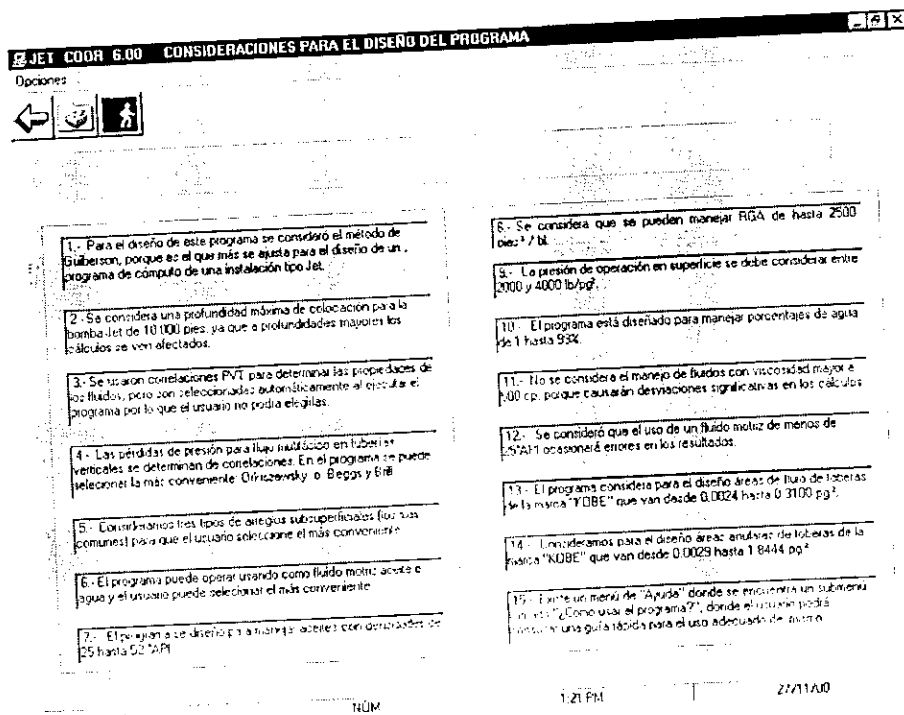 JET COOR 6.00 CONSIDERACIONES PARA EL DISEÑO DEL PROGRAMA
Opciones
1.- Para el diseño de este programa se consideró el método de
Guiberson, porque es el que más se ajusta para el diseño de un
programa de cómputo de una instalación tipo Jet.
2.- Se considera una profundidad máxima de colocación para la
bomba Jet de 10 000 pies, ya que a profundidades mayores los
cálculos se ven afectados.
3.- Se usaron correlaciones PVT para determinar las propiedades de
los fluidos, pero son seleccionadas automáticamente al ejecutar el
programa por lo que el usuario no podrá elegirlas.
4.- Las pérdidas de presión para flujo multifásico en tuberías
verticales se determinan de correlaciones. En el programa se puede
selecionar la más conveniente: Orkiszewsky o Beggs y Brill
5.- Consideramos tres tipos de arreglos subsuperficiales (los más
comunes) para que el usuario seleccione el más conveniente
6.- El programa puede operar usando como fluido motriz aceite o
agua y el usuario puede selecionar el más conveniente
7.- El programa se diseño para manejar aceites con densidades de
25 hasta 52 °API
8.- Se considera que se pueden manejar RGA de hasta 2500
pies³ / bl.
9.- La presión de operación en superficie se debe considerar entre
2000 y 4000 lb/pg².
10.- El programa está diseñado para manejar porcentajes de agua
de 1 hasta 99%.
11.- No se considera el manejo de fluidos con viscosidad mayor a
500 cp. porque causarán desviaciones significativas en los cálculos
12.- Se consideró que el uso de un fluido motriz de menos de
25°API ocasionará errores en los resultados.
13.- El programa considera para el diseño áreas de flujo de toberas
de la marca "KOBE" que van desde 0.0024 hasta 0.3100 pg².
14.- Consideramos para el diseño áreas anulares de toberas de la
marca "KOBE" que van desde 0.0029 hasta 1.8444 pg²
15.- Existe un menú de "Ayuda" donde se encuentra un submenú
"¿Como usar el programa?", donde el usuario podrá
consultar una guía rápida para el uso adecuado del mismo
NÚM
1:21 PM
27/11/00